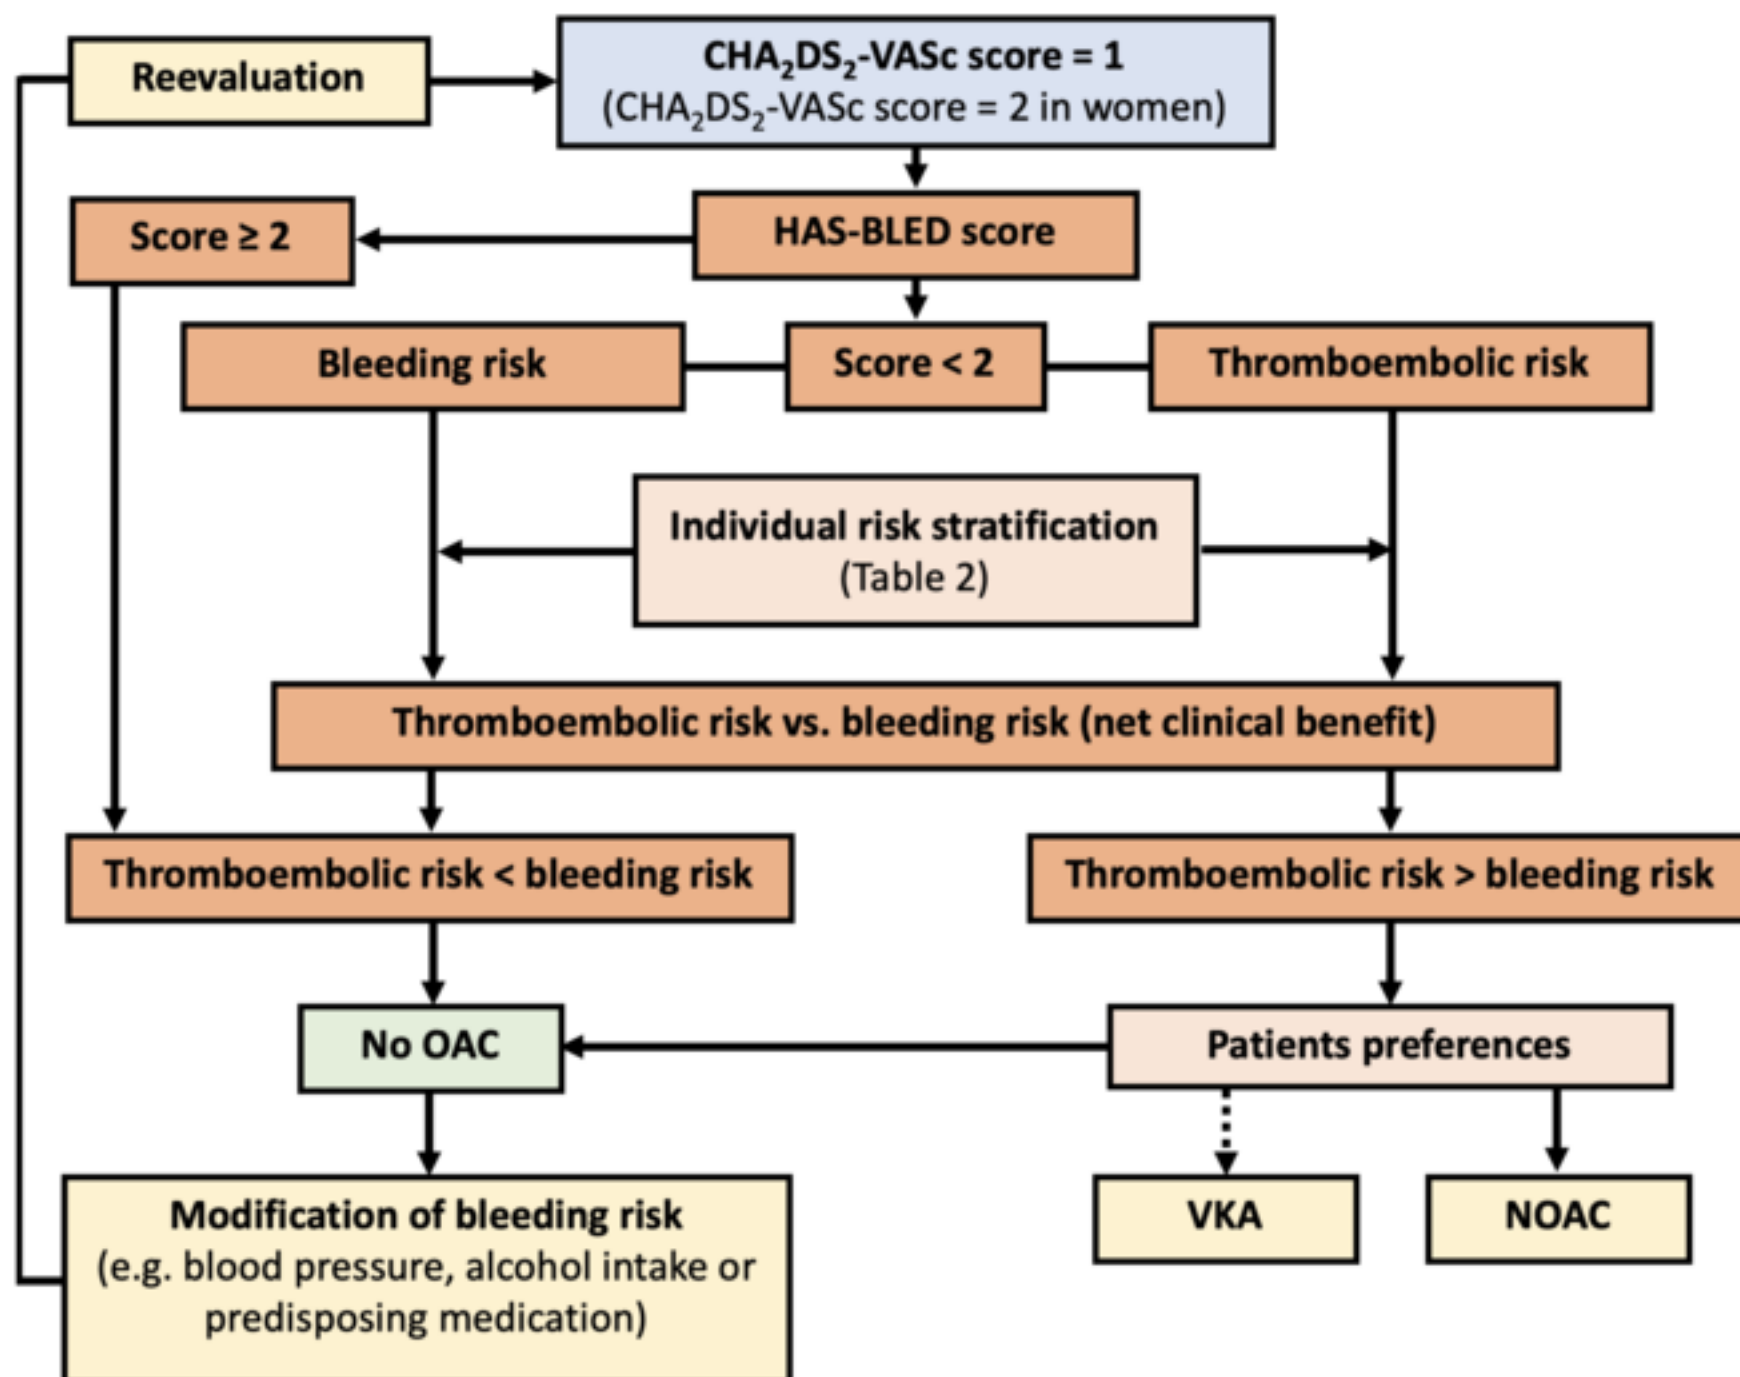 Reevaluation
CHA₂DS₂-VASc score = 1
(CHA₂DS₂-VASc score = 2 in women)
Score ≥ 2
HAS-BLED score
Bleeding risk
Score < 2
Thromboembolic risk
Individual risk stratification
(Table 2)
Thromboembolic risk vs. bleeding risk (net clinical benefit)
Thromboembolic risk < bleeding risk
Thromboembolic risk > bleeding risk
No OAC
Patients preferences
Modification of bleeding risk
(e.g. blood pressure, alcohol intake or
predisposing medication)
VKA
NOAC